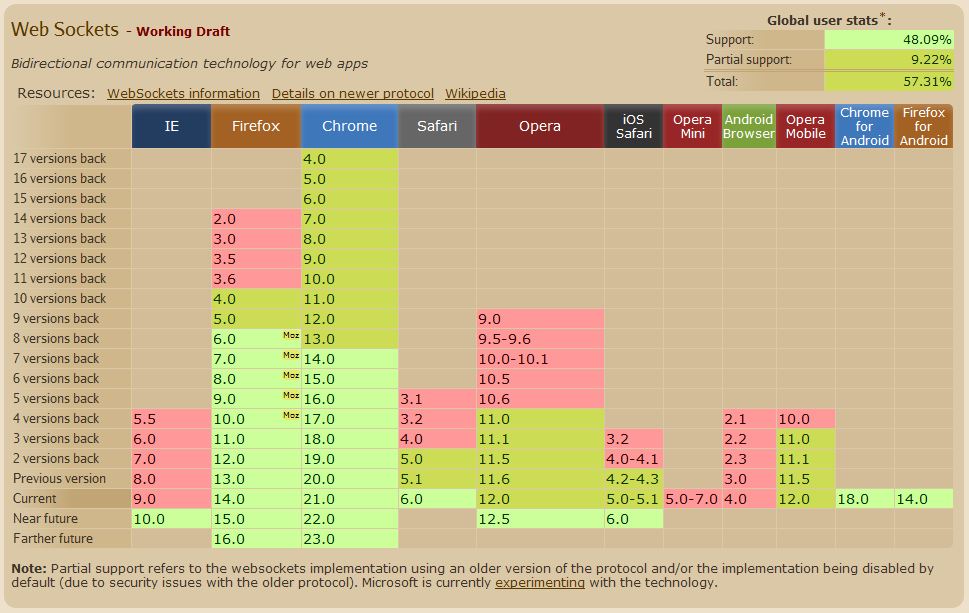 Web Sockets - Working Draft
Global user stats*:
Support: 48.09%
Partial support: 9.22%
Total: 57.31%
Bidirectional communication technology for web apps
Resources: WebSockets information Details on newer protocol Wikipedia
IE Firefox Chrome Safari Opera iOS Safari Opera Mini Android Browser Opera Mobile Chrome for Android Firefox for Android
17 versions back 4.0
16 versions back 5.0
15 versions back 6.0
14 versions back 2.0 7.0
13 versions back 3.0 8.0
12 versions back 3.5 9.0
11 versions back 3.6 10.0
10 versions back 4.0 11.0
9 versions back 5.0 12.0 9.0
8 versions back 6.0 Moz 13.0 9.5-9.6
7 versions back 7.0 Moz 14.0 10.0-10.1
6 versions back 8.0 Moz 15.0 10.5
5 versions back 9.0 Moz 16.0 3.1 10.6
4 versions back 5.5 10.0 Moz 17.0 3.2 11.0 2.1 10.0
3 versions back 6.0 11.0 18.0 4.0 11.1 3.2 2.2 11.0
2 versions back 7.0 12.0 19.0 5.0 11.5 4.0-4.1 2.3 11.1
Previous version 8.0 13.0 20.0 5.1 11.6 4.2-4.3 3.0 11.5
Current 9.0 14.0 21.0 6.0 12.0 5.0-5.1 5.0-7.0 4.0 12.0 18.0 14.0
Near future 10.0 15.0 22.0 12.5 6.0
Farther future 16.0 23.0
Note: Partial support refers to the websockets implementation using an older version of the protocol and/or the implementation being disabled by
default (due to security issues with the older protocol). Microsoft is currently experimenting with the technology.